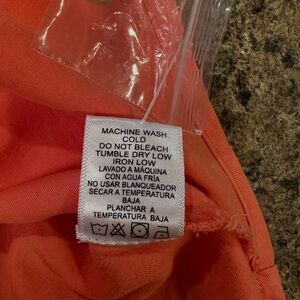 MACHINE WASH
COLD
DO NOT BLEACH
TUMBLE DRY LOW
IRON LOW
LAVADO A MÁQUINA
CON AGUA FRÍA
NO USAR BLANQUEADOR
SECAR A TEMPERATURA
BAJA
PLANCHAR A
TEMPERATURA BAJA